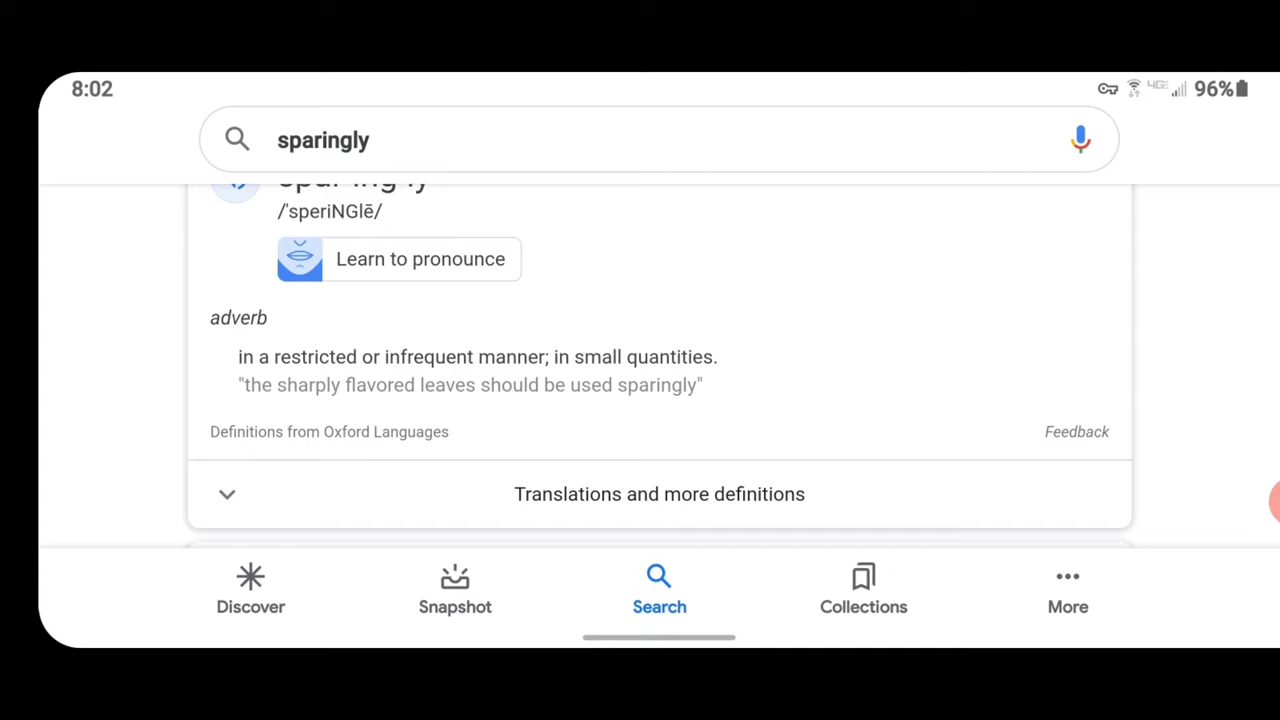 8:02
4GE 96%
sparingly
/ˈsperiNGlē/
Learn to pronounce
adverb
in a restricted or infrequent manner; in small quantities.
"the sharply flavored leaves should be used sparingly"
Definitions from Oxford Languages
Feedback
Translations and more definitions
Discover
Snapshot
Search
Collections
More